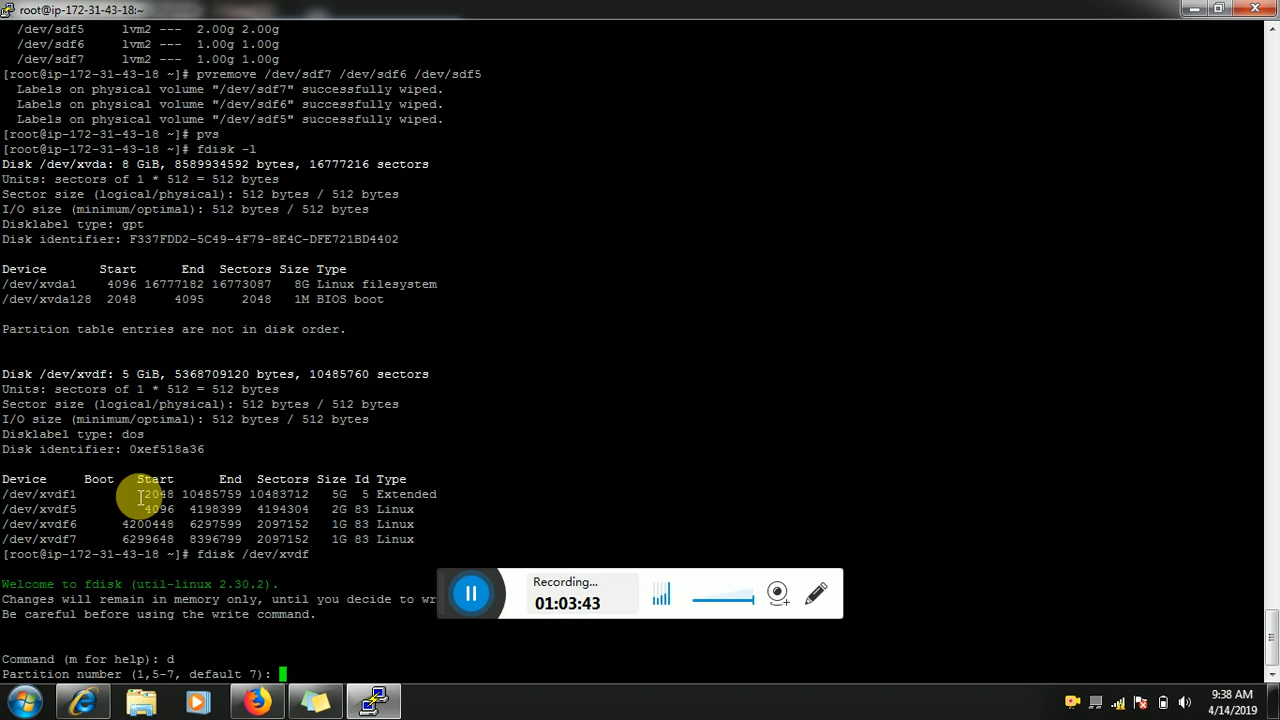 root@ip-172-31-43-18:~
/dev/sdf5 lvm2 --- 2.00g 2.00g
/dev/sdf6 lvm2 --- 1.00g 1.00g
/dev/sdf7 lvm2 --- 1.00g 1.00g
[root@ip-172-31-43-18 ~]# pvremove /dev/sdf7 /dev/sdf6 /dev/sdf5
Labels on physical volume "/dev/sdf7" successfully wiped.
Labels on physical volume "/dev/sdf6" successfully wiped.
Labels on physical volume "/dev/sdf5" successfully wiped.
[root@ip-172-31-43-18 ~]# pvs
[root@ip-172-31-43-18 ~]# fdisk -l
Disk /dev/xvda: 8 GiB, 8589934592 bytes, 16777216 sectors
Units: sectors of 1 * 512 = 512 bytes
Sector size (logical/physical): 512 bytes / 512 bytes
I/O size (minimum/optimal): 512 bytes / 512 bytes
Disklabel type: gpt
Disk identifier: F337FDD2-5C49-4F79-8E4C-DFE721BD4402
Device Start End Sectors Size Type
/dev/xvda1 4096 16777182 16773087 8G Linux filesystem
/dev/xvda128 2048 4095 2048 1M BIOS boot
Partition table entries are not in disk order.
Disk /dev/xvdf: 5 GiB, 5368709120 bytes, 10485760 sectors
Units: sectors of 1 * 512 = 512 bytes
Sector size (logical/physical): 512 bytes / 512 bytes
I/O size (minimum/optimal): 512 bytes / 512 bytes
Disklabel type: dos
Disk identifier: 0xef518a36
Device Boot Start End Sectors Size Id Type
/dev/xvdf1 2048 10485759 10483712 5G 5 Extended
/dev/xvdf5 4096 4198399 4194304 2G 83 Linux
/dev/xvdf6 4200448 6297599 2097152 1G 83 Linux
/dev/xvdf7 6299648 8396799 2097152 1G 83 Linux
[root@ip-172-31-43-18 ~]# fdisk /dev/xvdf
Welcome to fdisk (util-linux 2.30.2).
Changes will remain in memory only, until you decide to wr
Be careful before using the write command.
Recording...
01:03:43
Command (m for help): d
Partition number (1,5-7, default 7):
9:38 AM
4/14/2019